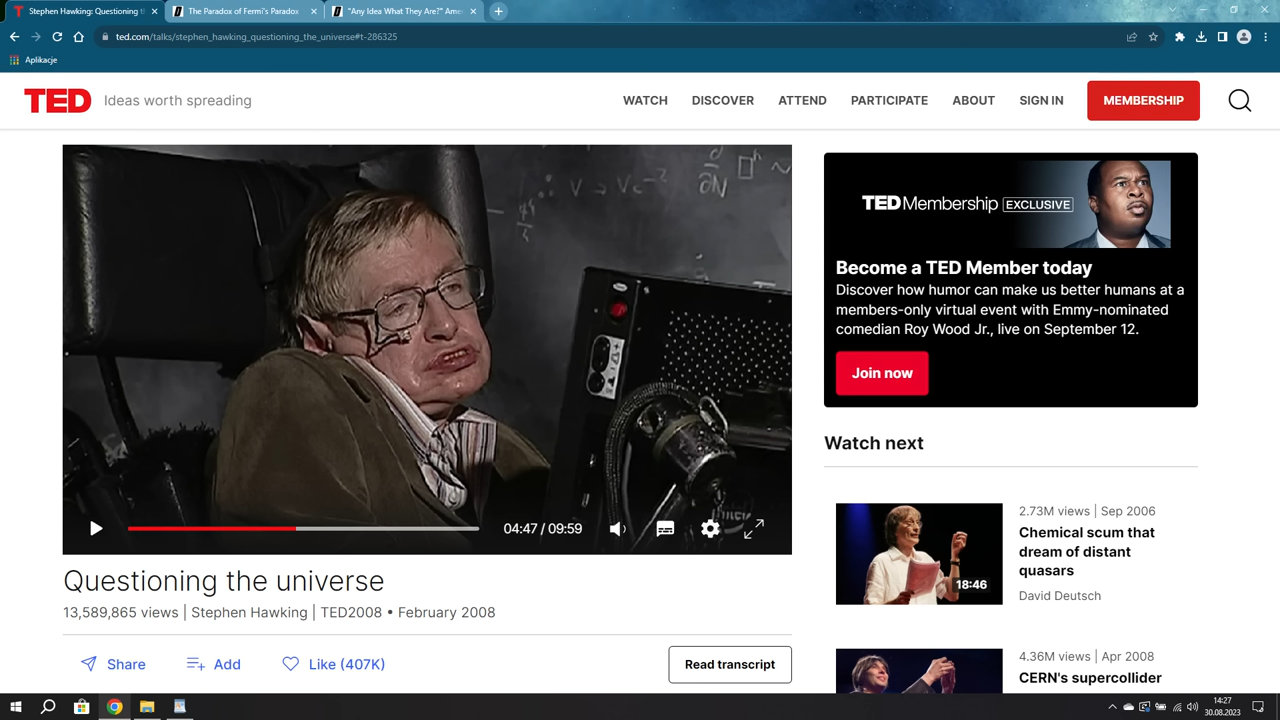 Stephen Hawking: Questioning t
The Paradox of Fermi's Paradox
"Any Idea What They Are?" Ame
ted.com/talks/stephen_hawking_questioning_the_universe#t-286325
Aplikacje
TED Ideas worth spreading
WATCH DISCOVER ATTEND PARTICIPATE ABOUT SIGN IN MEMBERSHIP
04:47 / 09:59
Questioning the universe
13,589,865 views | Stephen Hawking | TED2008 • February 2008
Share Add Like (407K) Read transcript
TED Membership EXCLUSIVE
Become a TED Member today
Discover how humor can make us better humans at a
members-only virtual event with Emmy-nominated
comedian Roy Wood Jr., live on September 12.
Join now
Watch next
2.73M views | Sep 2006
Chemical scum that
dream of distant
quasars
David Deutsch
18:46
4.36M views | Apr 2008
CERN's supercollider
14:27
30.08.2023